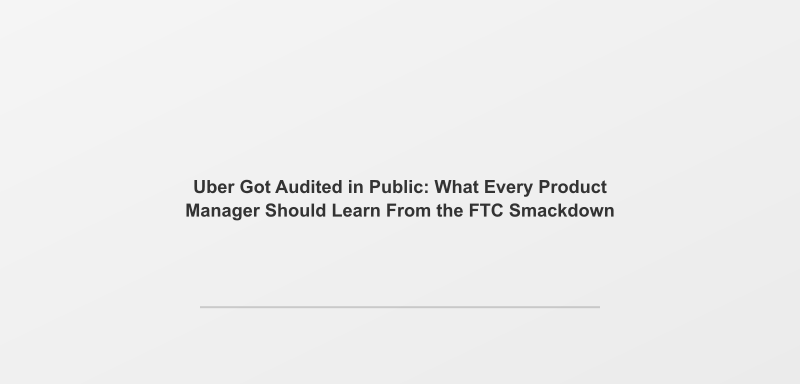 Uber Got Audited in Public: What Every Product
Manager Should Learn From the FTC Smackdown